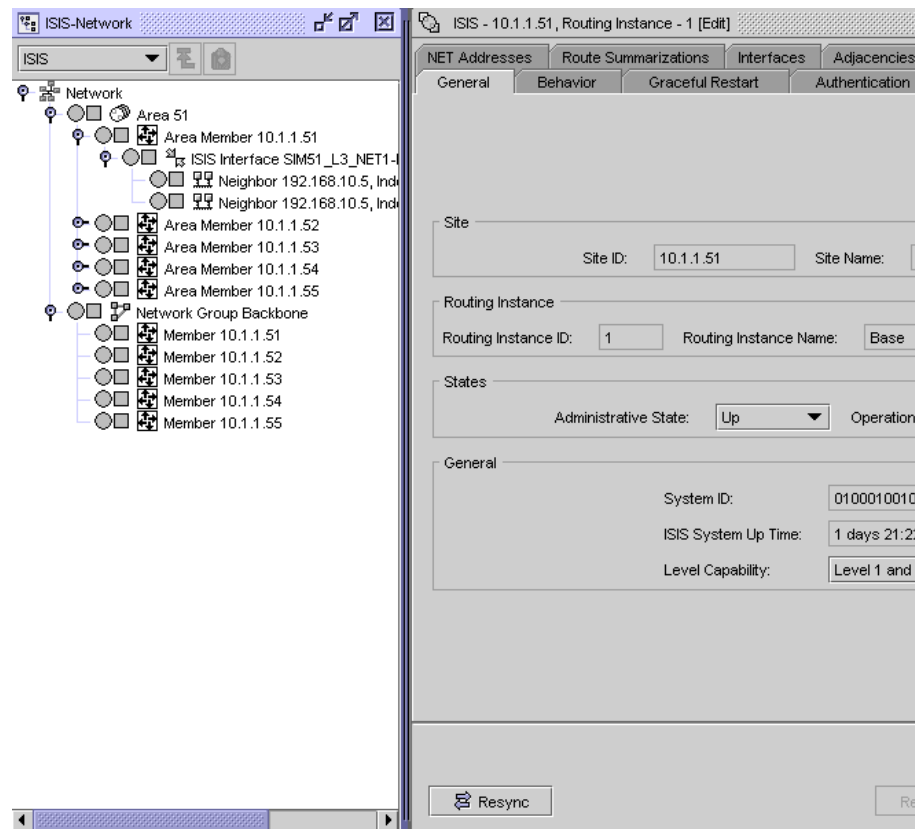 ISIS-Network
ISIS
Network
Area 51
Area Member 10.1.1.51
ISIS Interface SIM51_L3_NET1-
Neighbor 192.168.10.5, Ind
Neighbor 192.168.10.5, Ind
Area Member 10.1.1.52
Area Member 10.1.1.53
Area Member 10.1.1.54
Area Member 10.1.1.55
Network Group Backbone
Member 10.1.1.51
Member 10.1.1.52
Member 10.1.1.53
Member 10.1.1.54
Member 10.1.1.55
ISIS - 10.1.1.51, Routing Instance - 1 [Edit]
NET Addresses Route Summarizations Interfaces Adjacencies
General Behavior Graceful Restart Authentication
Site
Site ID: 10.1.1.51 Site Name:
Routing Instance
Routing Instance ID: 1 Routing Instance Name: Base
States
Administrative State: Up Operation
General
System ID: 0100010010
ISIS System Up Time: 1 days 21:2
Level Capability: Level 1 and
Resync Re